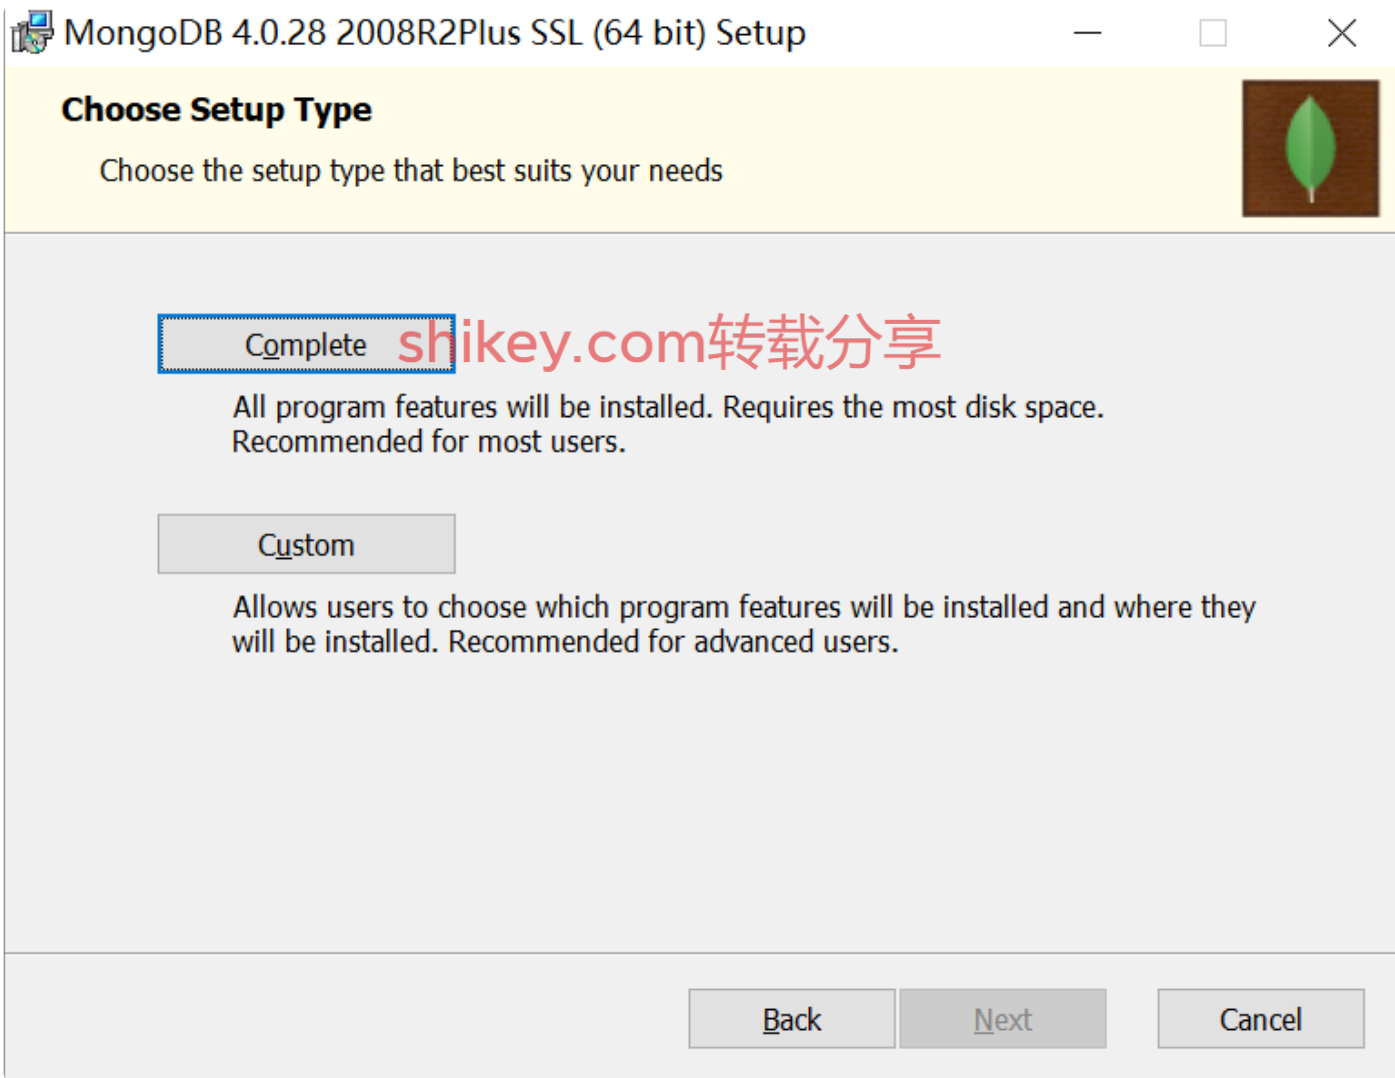 MongoDB 4.0.28 2008R2Plus SSL (64 bit) Setup
Choose Setup Type
Choose the setup type that best suits your needs
Complete
shikey.com转载分享
All program features will be installed. Requires the most disk space.
Recommended for most users.
Custom
Allows users to choose which program features will be installed and where they
will be installed. Recommended for advanced users.
Back
Next
Cancel